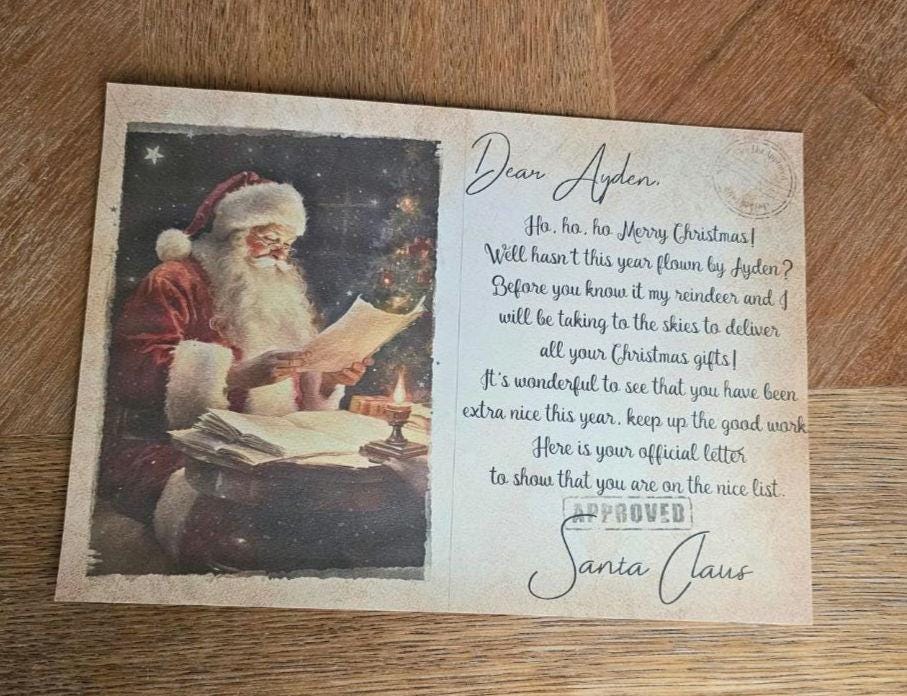 Dear Ayden,
Ho, ho, ho Merry Christmas!
Well hasn't this year flown by Ayden?
Before you know it my reindeer and I
will be taking to the skies to deliver
all your Christmas gifts!
It's wonderful to see that you have been
extra nice this year, keep up the good work
Here is your official letter
to show that you are on the nice list.
APPROVED
Santa Claus